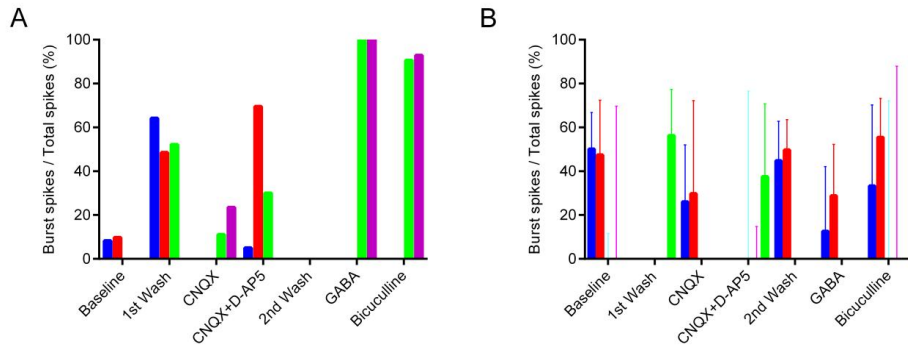 A
Burst spikes / Total spikes (%)
100
80
60
40
20
0
Baseline
1st Wash
CNQX
CNQX+D-AP5
2nd Wash
GABA
Bicuculline
B
Burst spikes / Total spikes (%)
100
80
60
40
20
0
Baseline
1st Wash
CNQX
CNQX+D-AP5
2nd Wash
GABA
Bicuculline